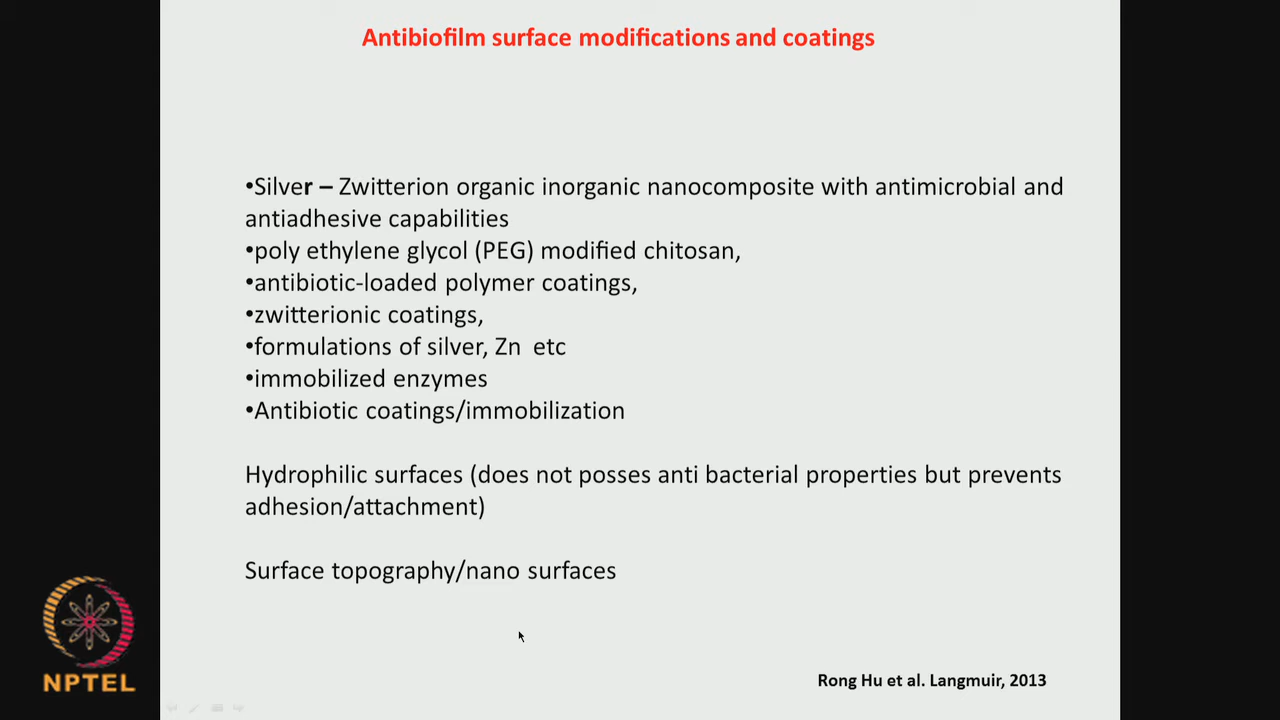 Antibiofilm surface modifications and coatings
•Silver – Zwitterion organic inorganic nanocomposite with antimicrobial and
antiadhesive capabilities
•poly ethylene glycol (PEG) modified chitosan,
•antibiotic-loaded polymer coatings,
•zwitterionic coatings,
•formulations of silver, Zn etc
•immobilized enzymes
•Antibiotic coatings/immobilization
Hydrophilic surfaces (does not posses anti bacterial properties but prevents
adhesion/attachment)
Surface topography/nano surfaces
Rong Hu et al. Langmuir, 2013
NPTEL